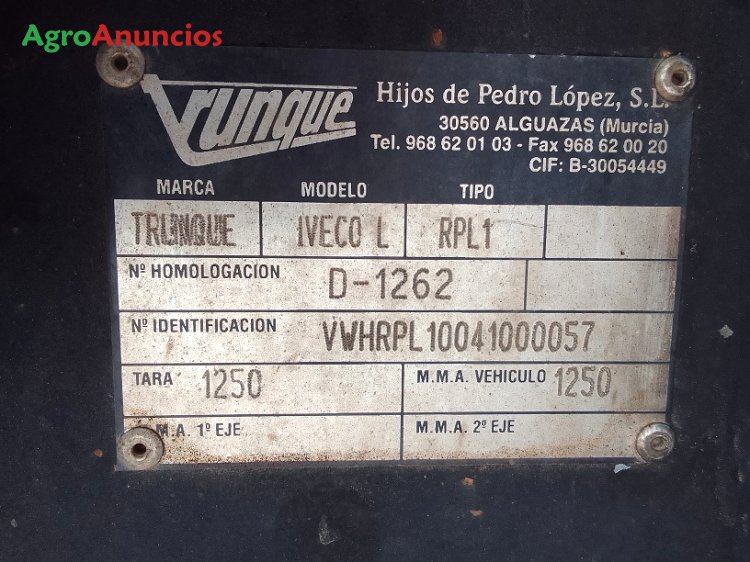 AgroAnuncios
Trunque
Hijos de Pedro López, S.L.
30560 ALGUAZAS (Murcia)
Tel. 968 62 01 03 - Fax 968 62 00 20
CIF: B-30054449
MARCA MODELO TIPO
TRUNQUE IVECO L RPL1
Nº HOMOLOGACION D-1262
Nº IDENTIFICACION VWHRPL10041000057
TARA 1250 M.M.A. VEHICULO 1250
M.A. 1º EJE M.M.A. 2º EJE